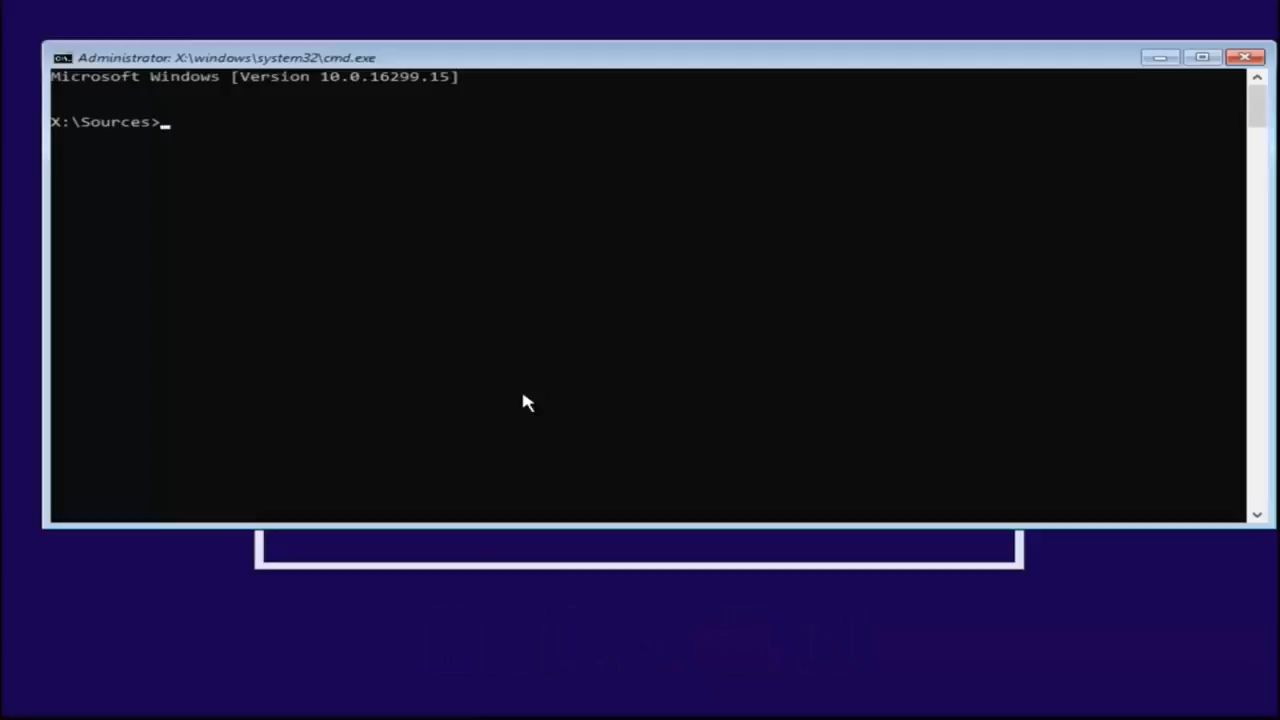 Administrator: X:\windows\system32\cmd.exe
Microsoft Windows [Version 10.0.16299.15]
X:\Sources>